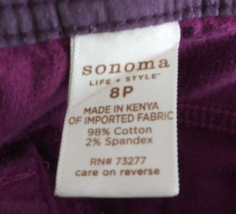 sonoma
LIFE + STYLE®
8P
MADE IN KENYA
OF IMPORTED FABRIC
98% Cotton
2% Spandex
RN# 73277
care on reverse